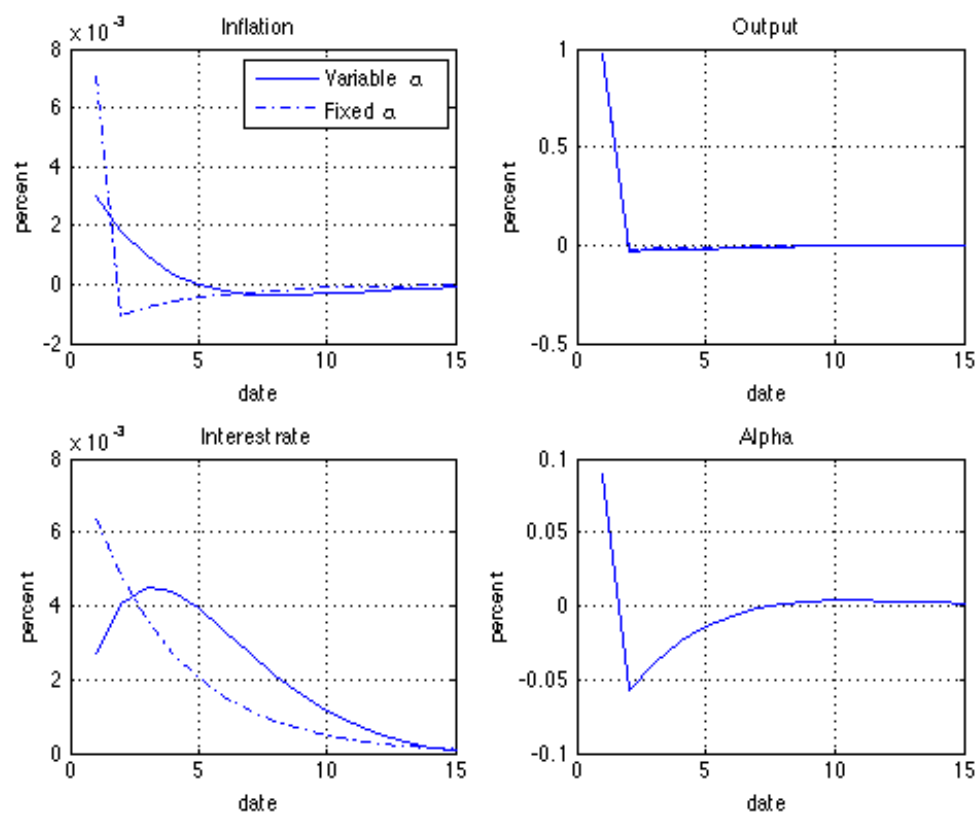 x 10⁻³
Inflation
8
6
4
2
0
-2
percent
Variable α
Fixed α
0
5
10
15
date
Output
1
0.5
0
-0.5
percent
0
5
10
15
date
x 10⁻³
Interest rate
8
6
4
2
0
percent
0
5
10
15
date
Alpha
0.1
0.05
0
-0.05
-0.1
percent
0
5
10
15
date